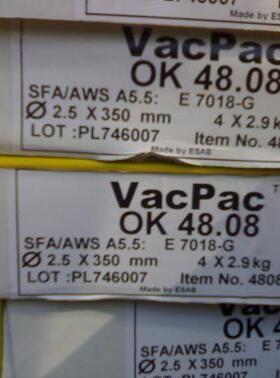 Made by ES
VacPac
OK 48.08
SFA/AWS A5.5: E 7018-G
Ø 2.5 X 350 mm 4 X 2.9 k
LOT :PL746007 Item No. 48
Made by ESAB
VacPac
OK 48.08
SFA/AWS A5.5: E 7018-G
Ø 2.5 X 350 mm 4 X 2.9 kg
LOT :PL746007 Item No. 4808
Made by ESAB
Va
OK 4
SFA/AWS A5.5: E 7
Ø 2.5 X 350 mm